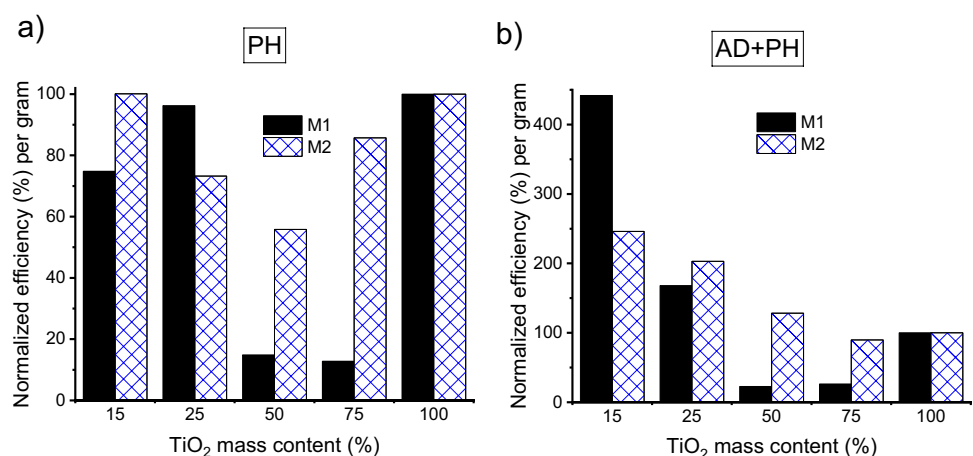 a)
PH
Normalized efficiency (%) per gram
100
80
60
40
20
0
M1
M2
15 25 50 75 100
TiO₂ mass content (%)
b)
AD+PH
Normalized efficiency (%) per gram
400
300
200
100
0
M1
M2
15 25 50 75 100
TiO₂ mass content (%)